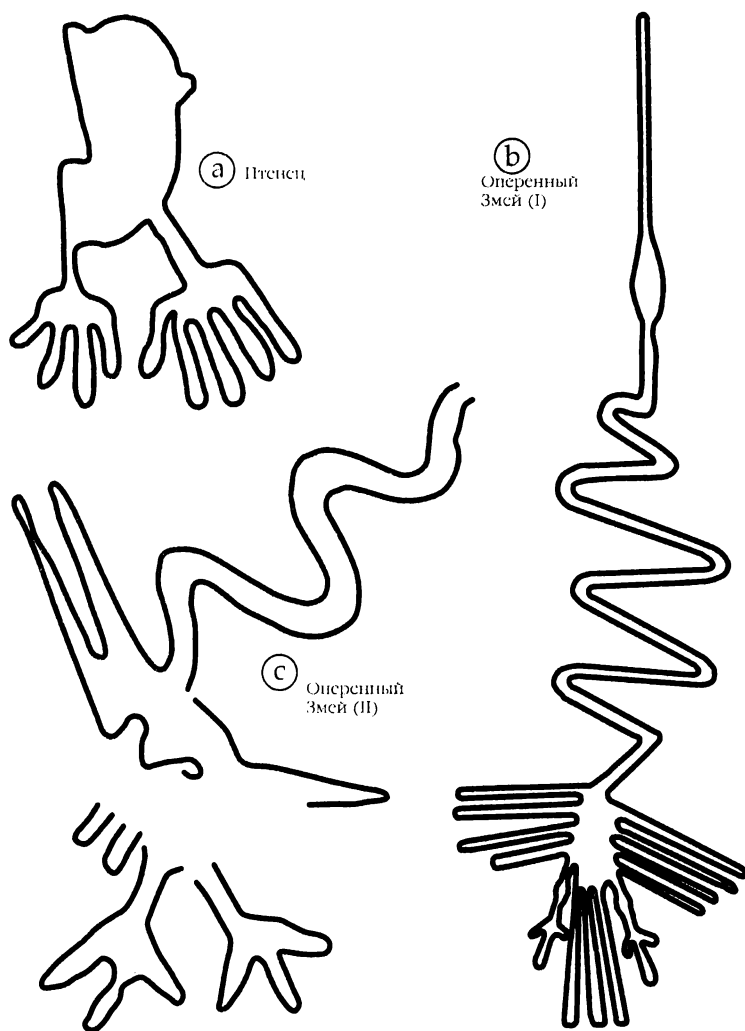 a Птенец
b
Оперенный
Змей (I)
c
Оперенный
Змей (II)